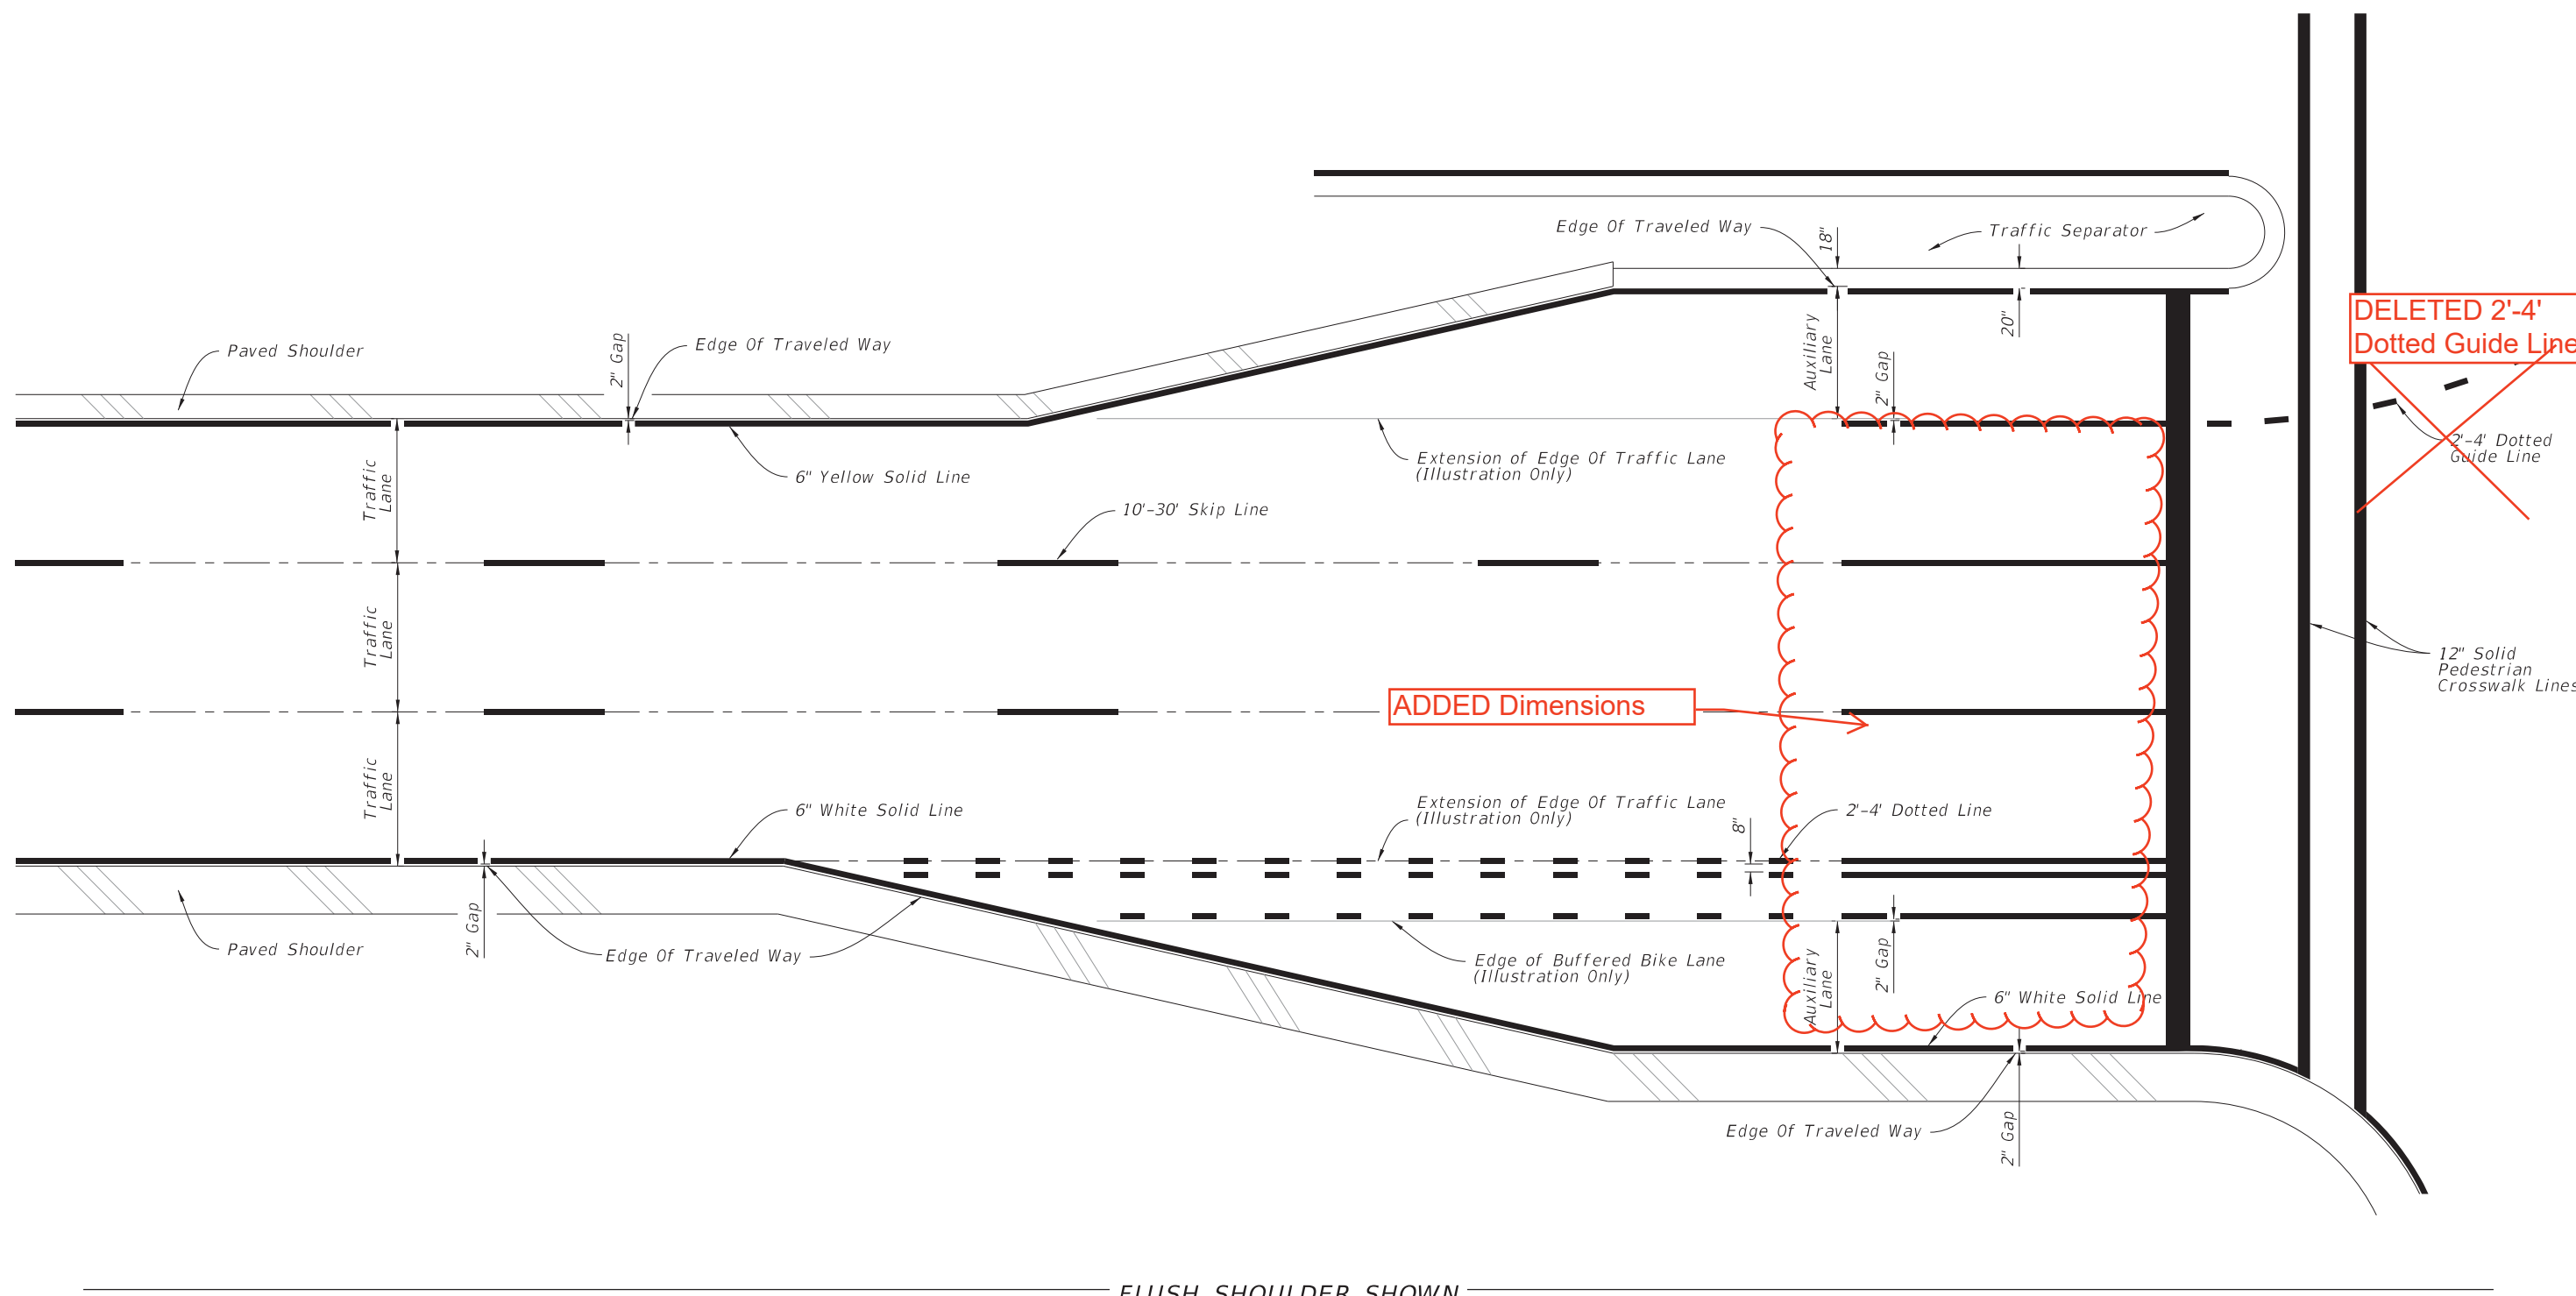 Edge Of Traveled Way
18"
Traffic Separator
DELETED 2'-4'
Dotted Guide Line
20"
Paved Shoulder
2" Gap
Edge Of Traveled Way
Auxiliary
Lane
2" Gap
2'-4' Dotted
Guide Line
Extension of Edge Of Traffic Lane
(Illustration Only)
6" Yellow Solid Line
Traffic
Lane
10'-30' Skip Line
Traffic
Lane
12" Solid
Pedestrian
Crosswalk Lines
ADDED Dimensions
Traffic
Lane
6" White Solid Line
Extension of Edge Of Traffic Lane
(Illustration Only)
8"
2'-4' Dotted Line
Paved Shoulder
2" Gap
Edge Of Traveled Way
Edge of Buffered Bike Lane
(Illustration Only)
Auxiliary
Lane
2" Gap
6" White Solid Line
Edge Of Traveled Way
2" Gap
FLUSH SHOULDER SHOWN